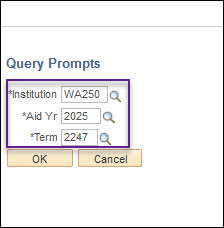 Query Prompts
*Institution WA250
*Aid Yr 2025
*Term 2247
OK Cancel